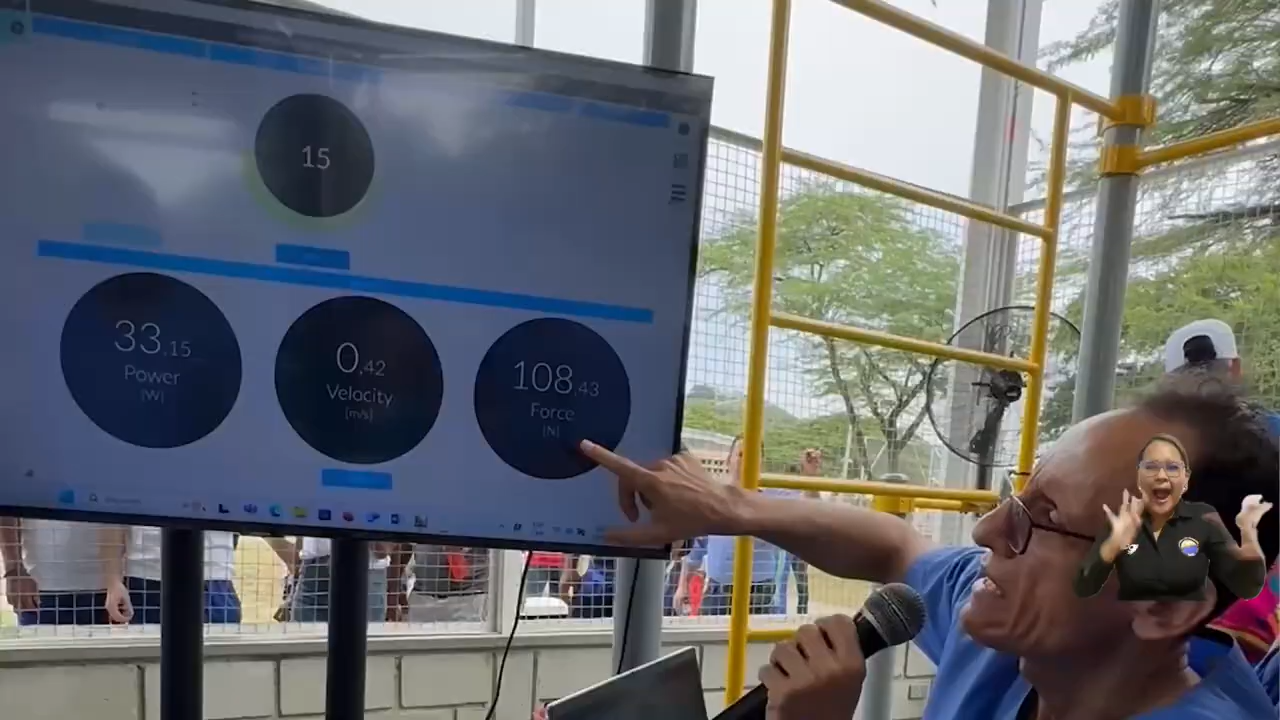 15
33.15
Power
[W]
0.42
Velocity
[m/s]
108.43
Force
[N]